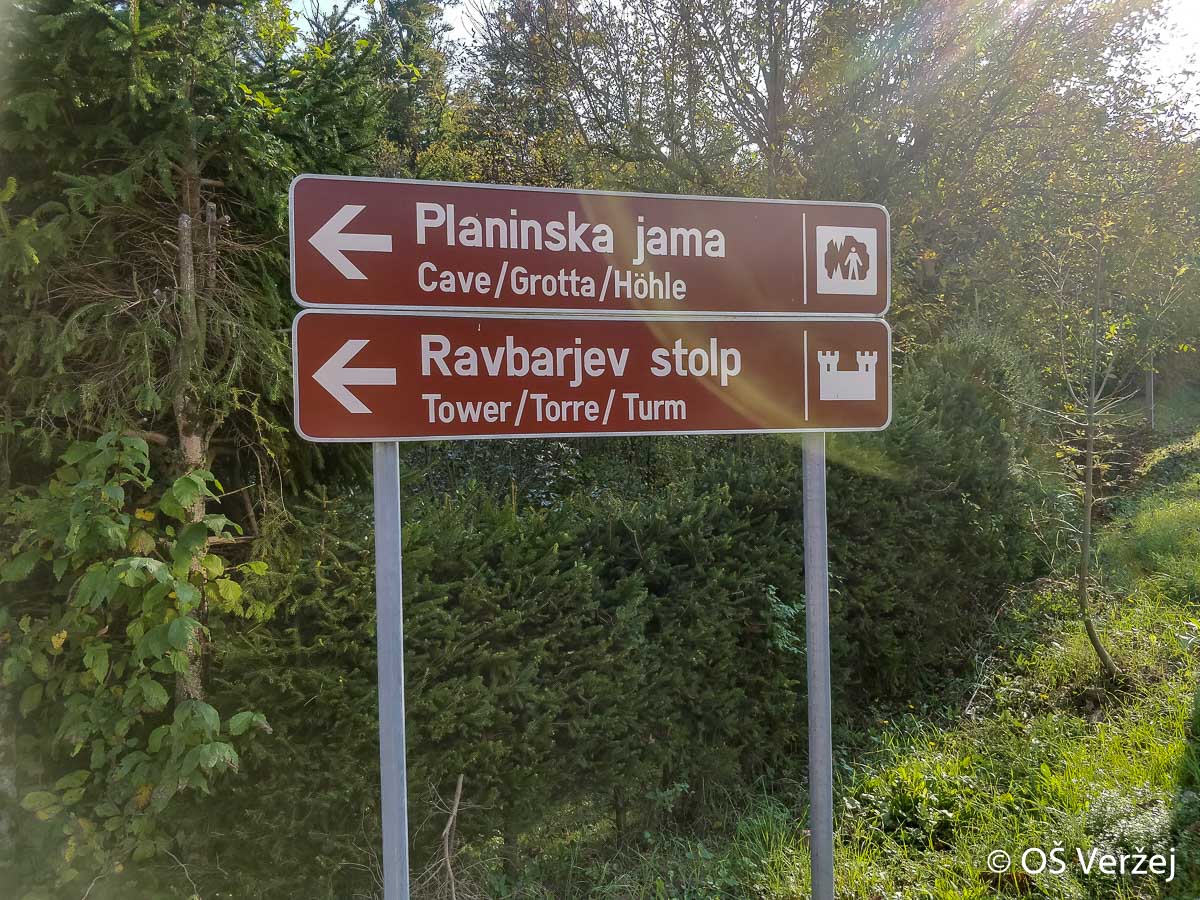 Planinska jama
Cave/Grotta/Höhle
Ravbarjev stolp
Tower/Torre/Turm
© OŠ Veržej